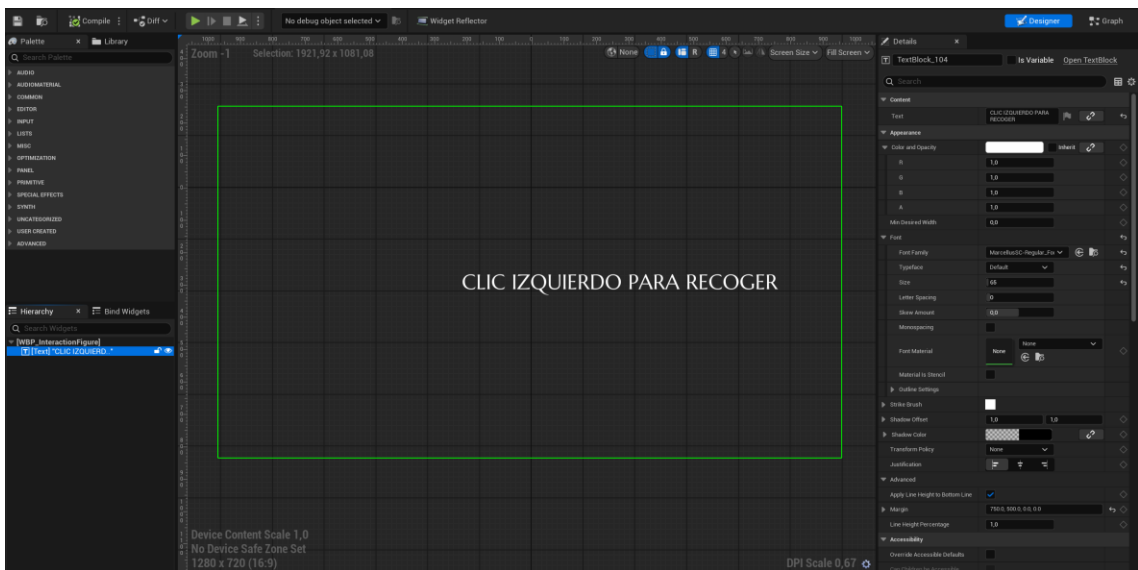 Compile
Diff
No debug object selected
Widget Reflector
Designer
Graph
Palette
Library
Search Palette
AUDIO
AUDIOMATERIAL
COMMON
EDITOR
INPUT
LISTS
MISC
OPTIMIZATION
PANEL
PRIMITIVE
SPECIAL EFFECTS
SYNTH
UNCATEGORIZED
USER CREATED
ADVANCED
Hierarchy
Bind Widgets
Search Widgets
[WBP_InteractionFigure]
[Text] "CLIC IZQUIERD.."
Zoom -1
Selection: 1921,92 x 1081,08
None
R
4
Screen Size
Fill Screen
CLIC IZQUIERDO PARA RECOGER
Device Content Scale 1,0
No Device Safe Zone Set
1280 x 720 (16:9)
DPI Scale 0,67
Details
TextBlock_104
Is Variable
Open TextBlock
Search
Content
Text
CLIC IZQUIERDO PARA
RECOGER
Appearance
Color and Opacity
Inherit
R
1,0
G
1,0
B
1,0
A
1,0
Min Desired Width
0,0
Font
Font Family
MarcellusSC-Regular_Fo
Typeface
Default
Size
65
Letter Spacing
0
Skew Amount
0,0
Monospacing
Font Material
None
None
Material Is Stencil
Outline Settings
Strike Brush
Shadow Offset
1,0
1,0
Shadow Color
Transform Policy
None
Justification
Advanced
Apply Line Height to Bottom Line
Margin
750.0, 500.0, 0.0, 0.0
Line Height Percentage
1,0
Accessibility
Override Accessible Defaults